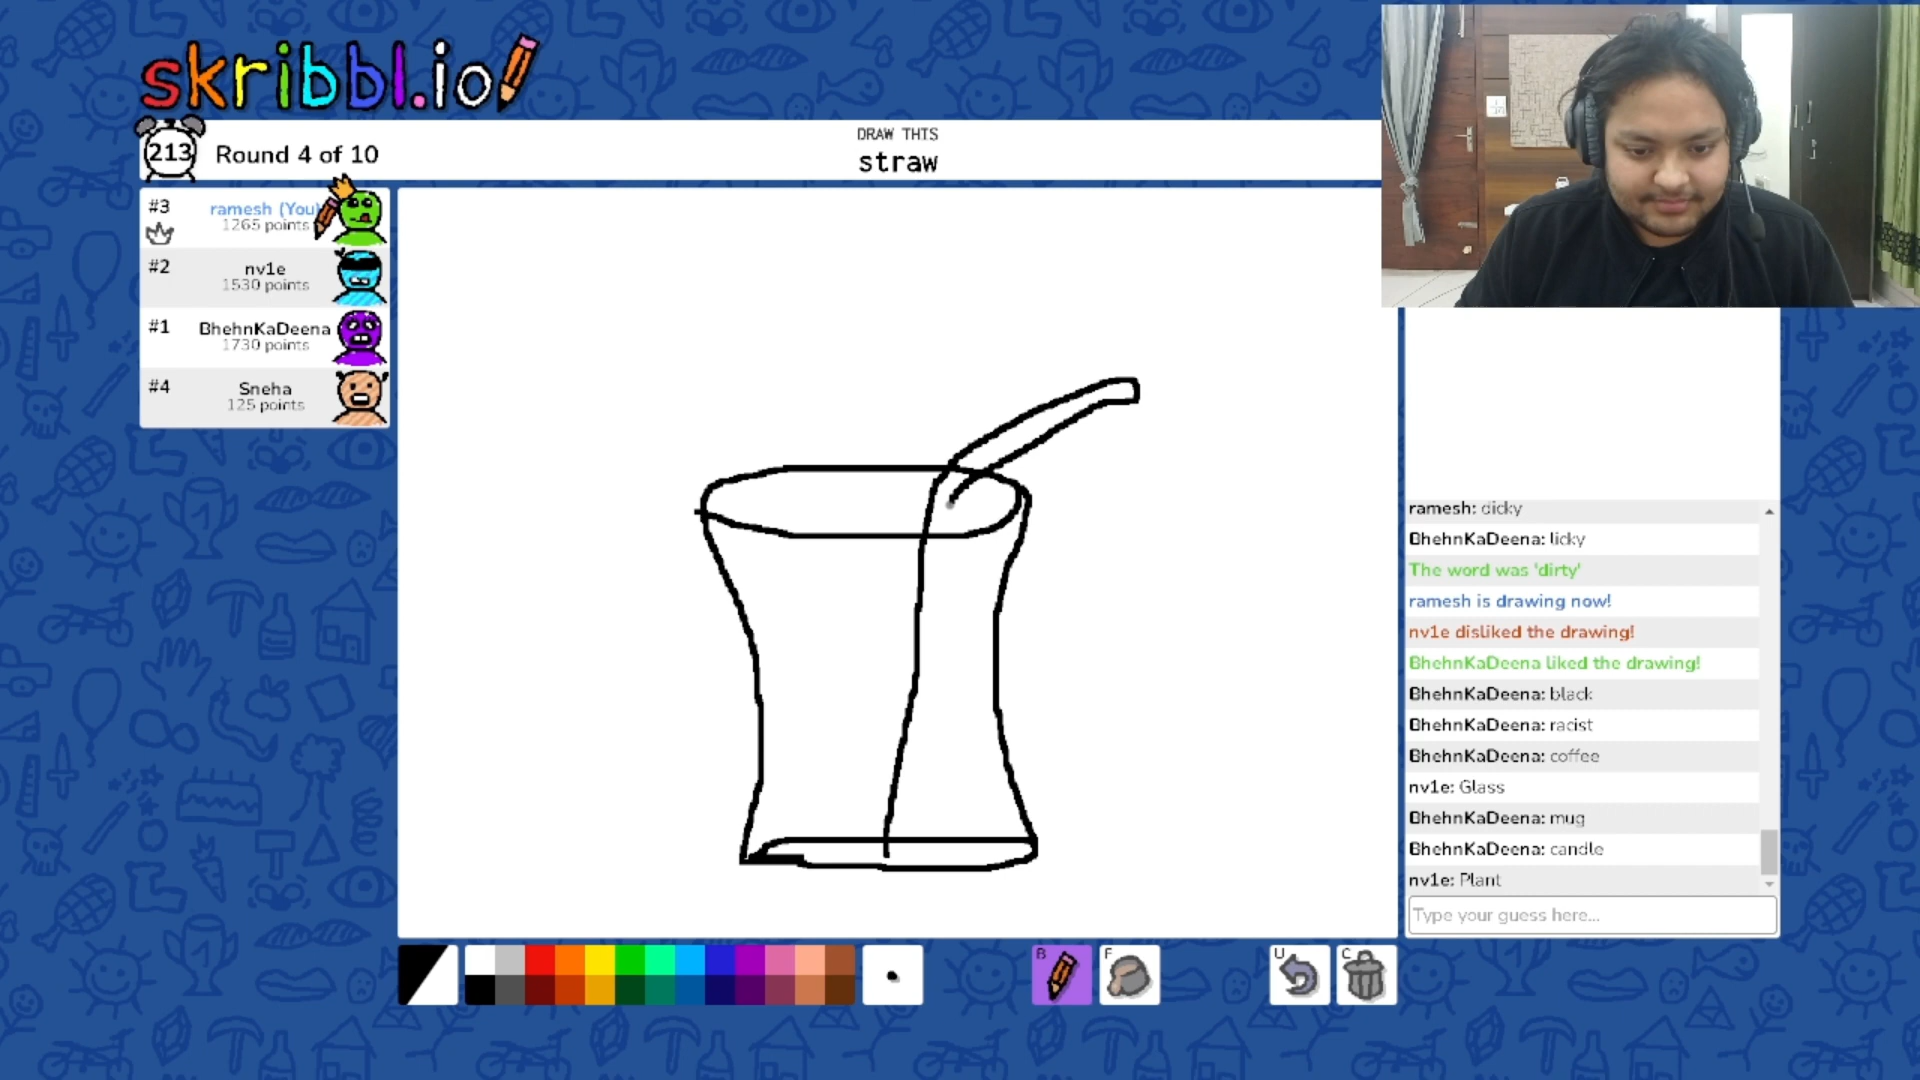 skribbl.io
213
Round 4 of 10
DRAW THIS
straw
#3
ramesh (You)
1265 points
#2
nv1e
1530 points
#1
BhehnKaDeena
1730 points
#4
Sneha
125 points
ramesh: dicky
BhehnKaDeena: licky
The word was 'dirty'
ramesh is drawing now!
nv1e disliked the drawing!
BhehnKaDeena liked the drawing!
BhehnKaDeena: black
BhehnKaDeena: racist
BhehnKaDeena: coffee
nv1e: Glass
BhehnKaDeena: mug
BhehnKaDeena: candle
nv1e: Plant
Type your guess here...
B
F
U
C